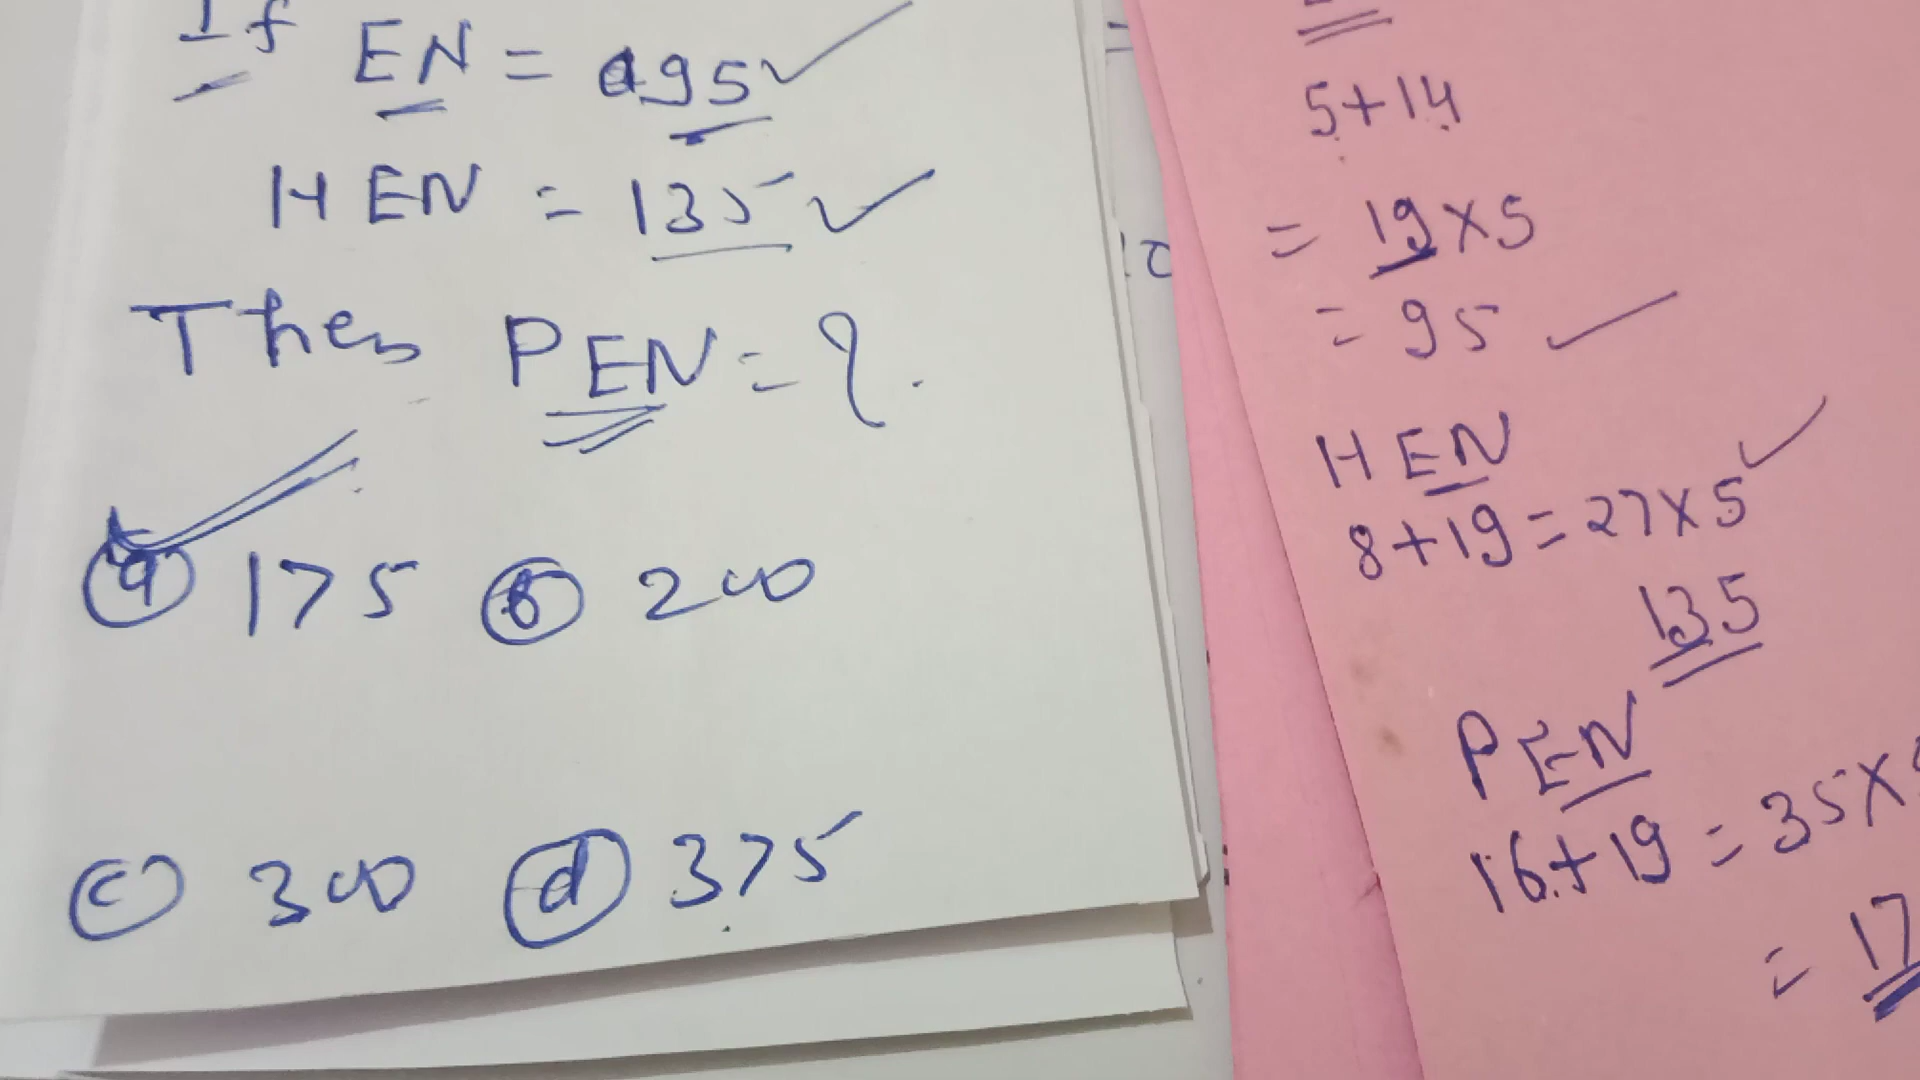 If EN = 95 ✓
HEN = 135 ✓
Then PEN = ?
(a) 175 (b) 200
(c) 300 (d) 375
5+14
= 19×5
= 95 ✓
HEN
8+19=27×5 ✓
135
PEN
16+19=35×
= 17